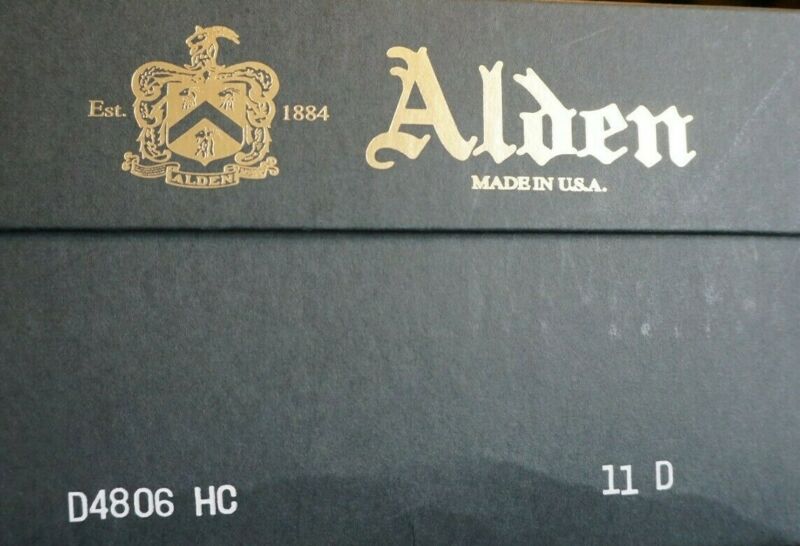 Est. 1884
ALDEN
Alden
MADE IN U.S.A.
D4806 HC 11 D